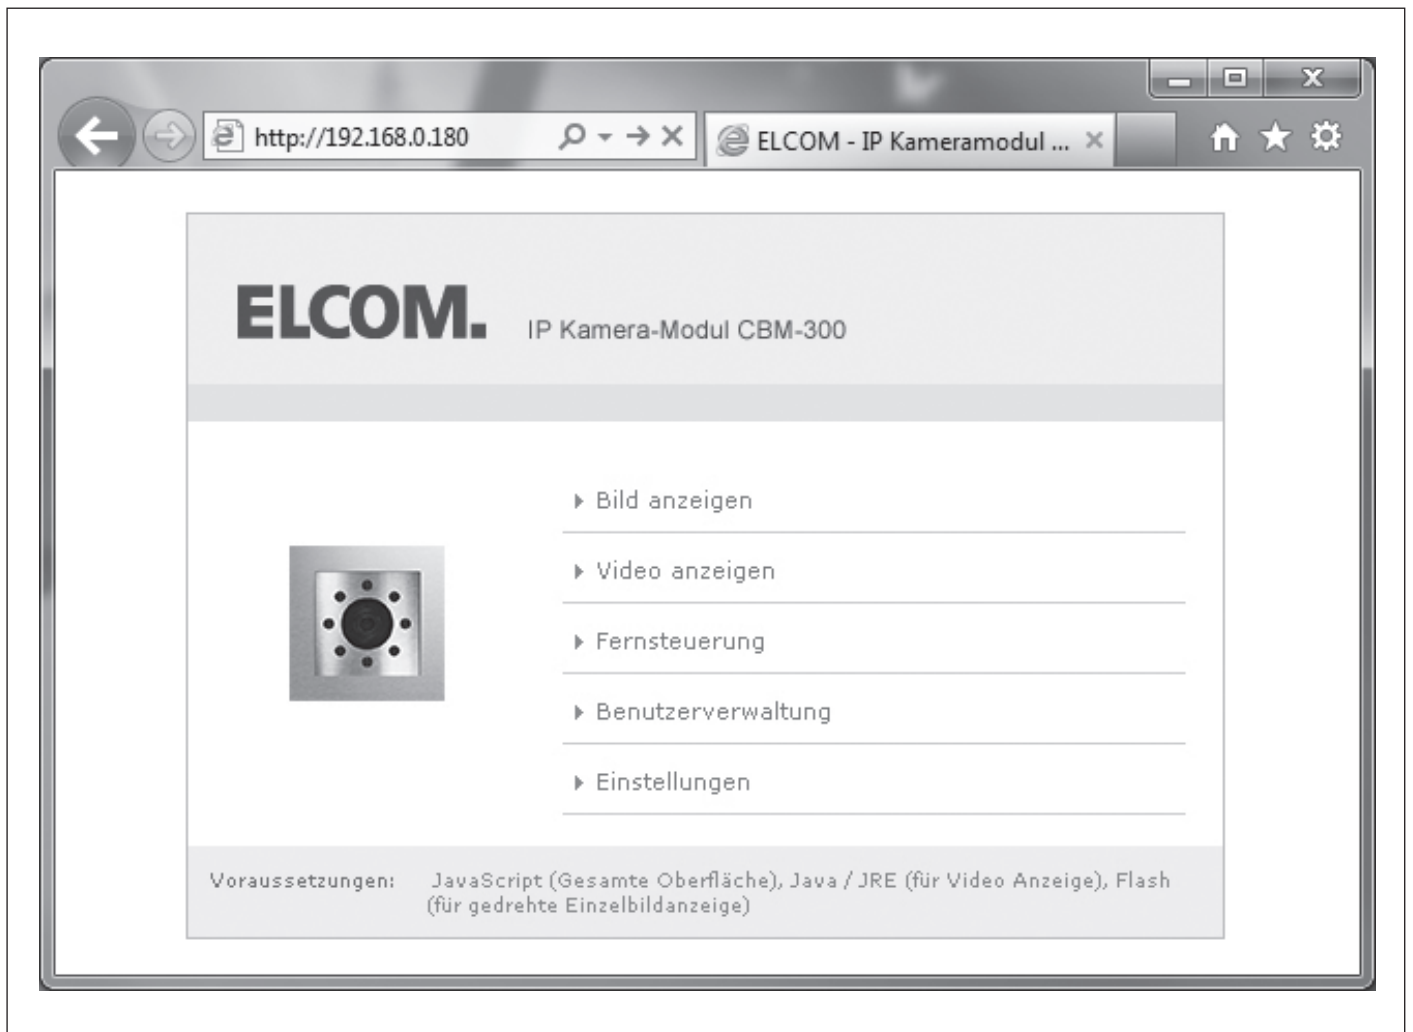 http://192.168.0.180
ELCOM - IP Kameramodul ...
ELCOM.
IP Kamera-Modul CBM-300
Bild anzeigen
Video anzeigen
Fernsteuerung
Benutzerverwaltung
Einstellungen
Voraussetzungen: JavaScript (Gesamte Oberfläche), Java / JRE (für Video Anzeige), Flash
(für gedrehte Einzelbildanzeige)